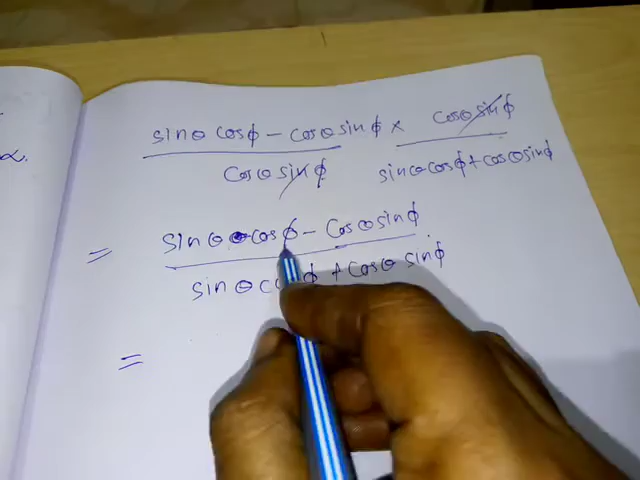 α.
sinθ cosϕ − cosθ sinϕ × cosθ sinϕ
cosθ sinϕ sinθ cosϕ + cosθ sinϕ
= sinθ cosϕ − cosθ sinϕ
sinθ ϕ + cosθ sinϕ
=